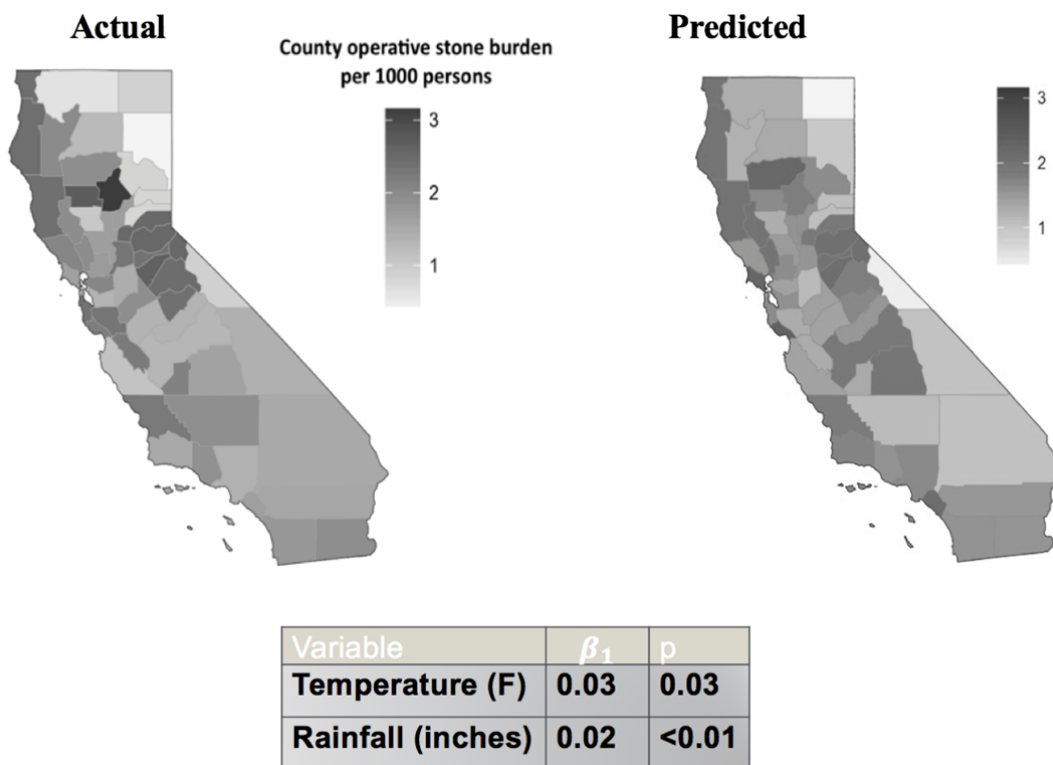 Actual
County operative stone burden
per 1000 persons
3
2
1
Predicted
3
2
1
Variable β₁ p
Temperature (F) 0.03 0.03
Rainfall (inches) 0.02 <0.01